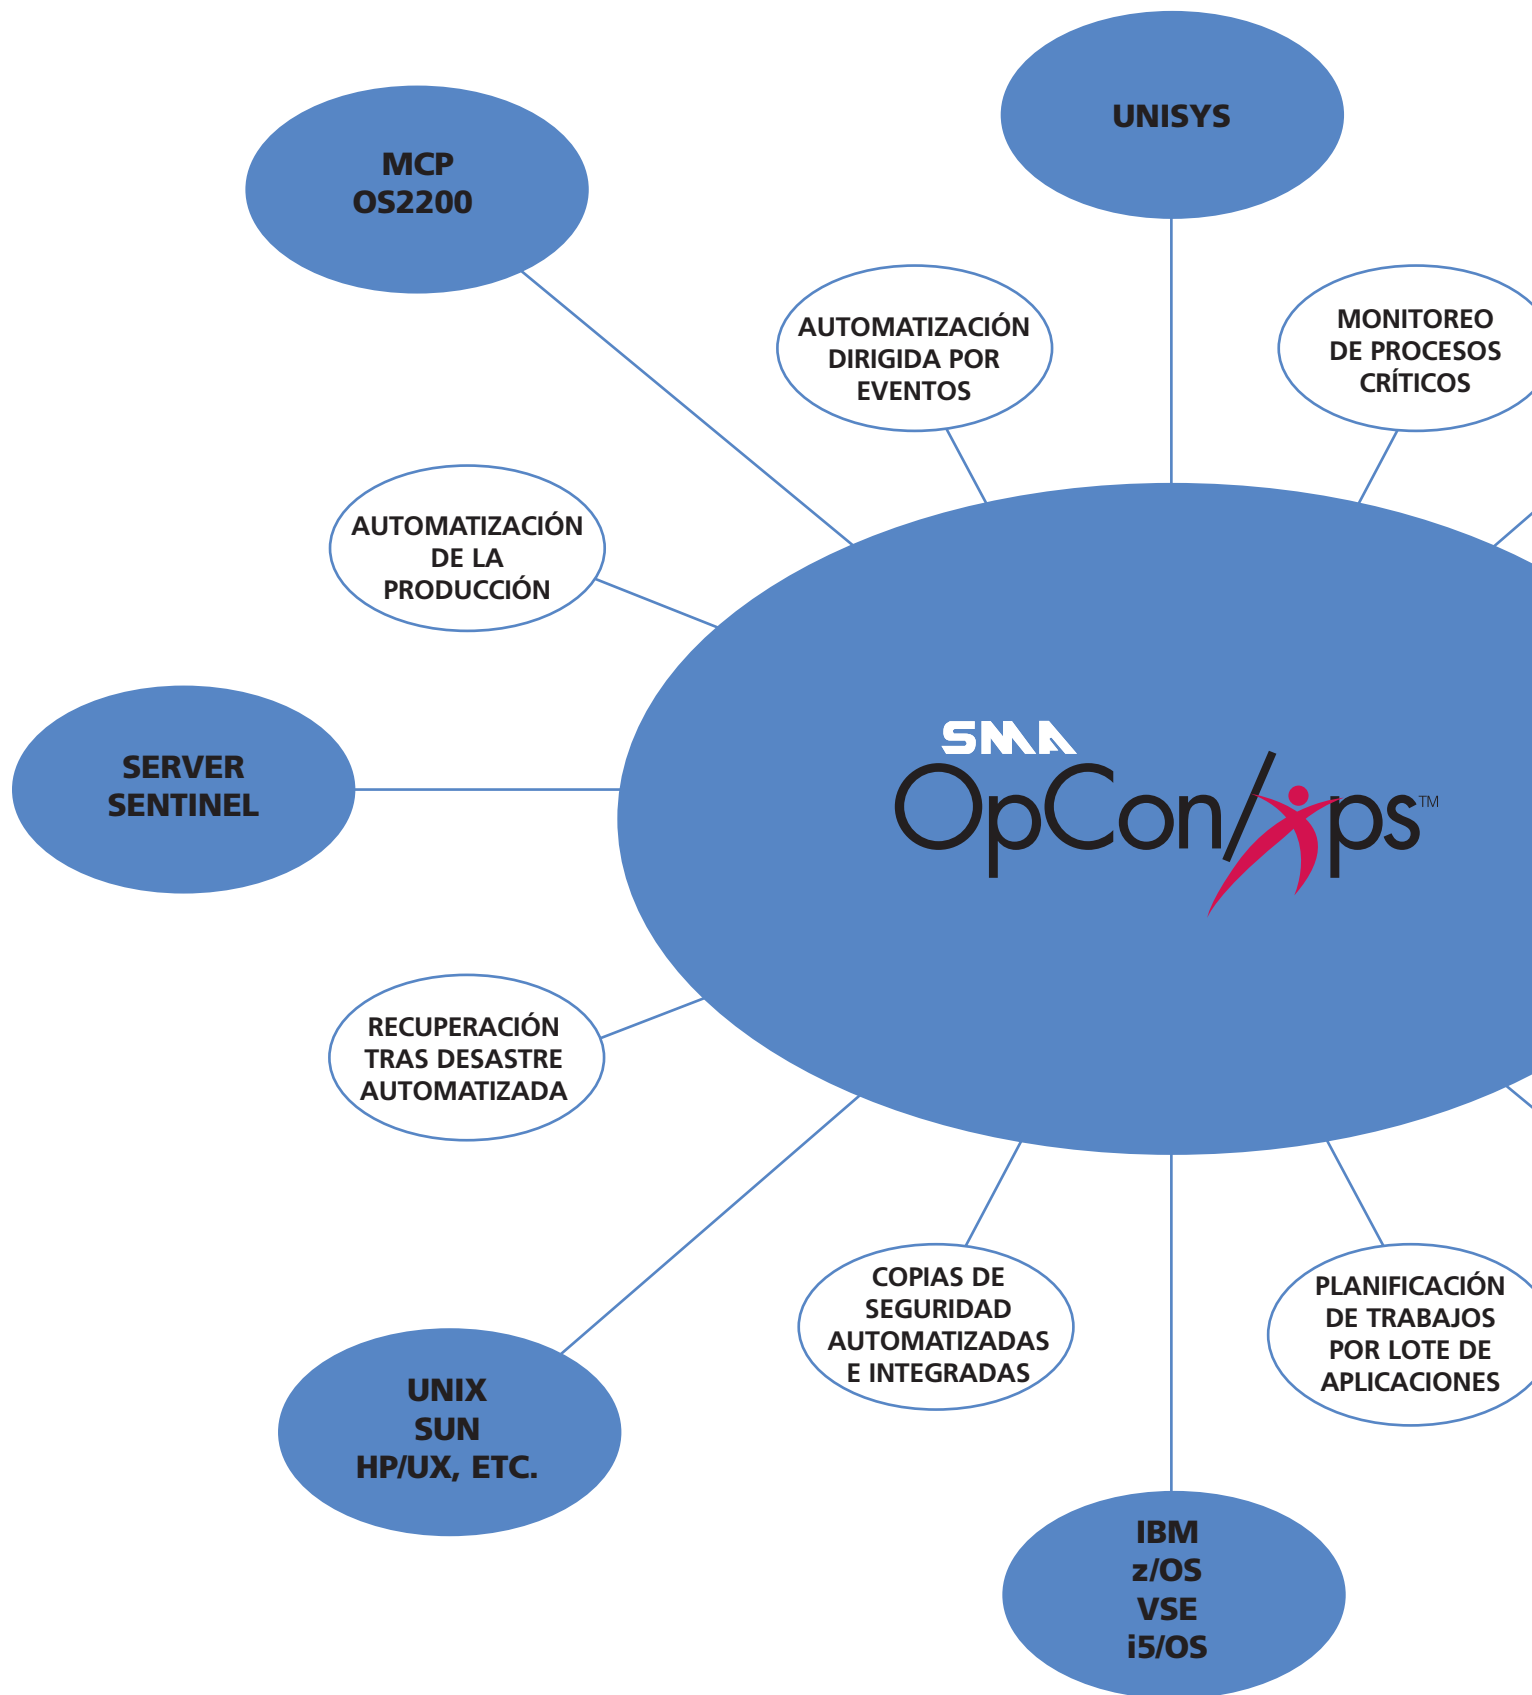 UNISYS
MCP
OS2200
AUTOMATIZACIÓN
DIRIGIDA POR
EVENTOS
MONITOREO
DE PROCESOS
CRÍTICOS
AUTOMATIZACIÓN
DE LA
PRODUCCIÓN
SERVER
SENTINEL
SMA
OpCon/xps™
RECUPERACIÓN
TRAS DESASTRE
AUTOMATIZADA
COPIAS DE
SEGURIDAD
AUTOMATIZADAS
E INTEGRADAS
PLANIFICACIÓN
DE TRABAJOS
POR LOTE DE
APLICACIONES
UNIX
SUN
HP/UX, ETC.
IBM
z/OS
VSE
i5/OS